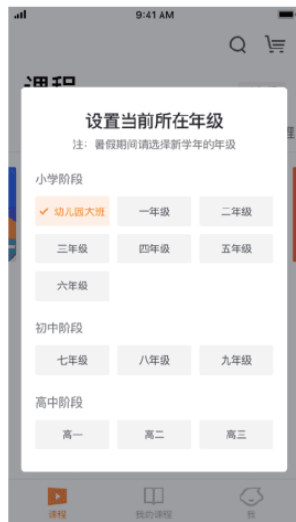 9:41 AM
课程
设置当前所在年级
注：暑假期间请选择新学年的年级
小学阶段
幼儿园大班 一年级 二年级
三年级 四年级 五年级
六年级
初中阶段
七年级 八年级 九年级
高中阶段
高一 高二 高三
课程 我的课程 我